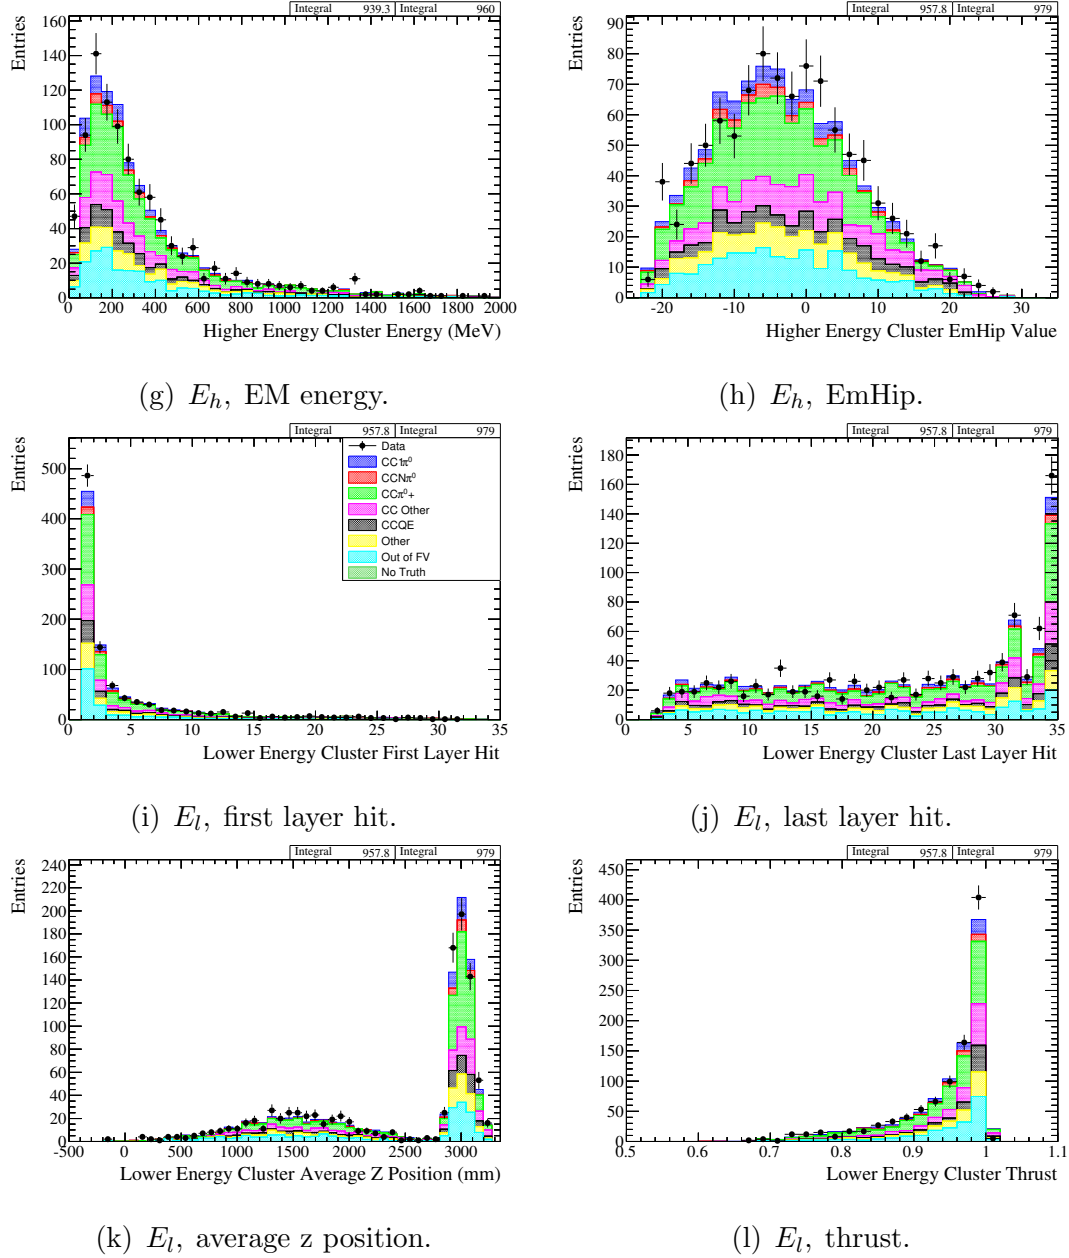 Integral 939.3 Integral 960
Entries
160
140
120
100
80
60
40
20
0
0 200 400 600 800 1000 1200 1400 1600 1800 2000
Higher Energy Cluster Energy (MeV)
(g) E_h, EM energy.
Integral 957.8 Integral 979
Entries
90
80
70
60
50
40
30
20
10
0
-20 -10 0 10 20 30
Higher Energy Cluster EmHip Value
(h) E_h, EmHip.
Integral 957.8 Integral 979
Entries
500
400
300
200
100
0
0 5 10 15 20 25 30 35
Lower Energy Cluster First Layer Hit
Data
CC1π⁰
CCNπ⁰
CCπ⁰+
CC Other
CCQE
Other
Out of FV
No Truth
(i) E_l, first layer hit.
Integral 957.8 Integral 979
Entries
180
160
140
120
100
80
60
40
20
0
0 5 10 15 20 25 30 35
Lower Energy Cluster Last Layer Hit
(j) E_l, last layer hit.
Integral 957.8 Integral 979
Entries
240
220
200
180
160
140
120
100
80
60
40
20
0
-500 0 500 1000 1500 2000 2500 3000
Lower Energy Cluster Average Z Position (mm)
(k) E_l, average z position.
Integral 957.8 Integral 979
Entries
450
400
350
300
250
200
150
100
50
0
0.5 0.6 0.7 0.8 0.9 1 1.1
Lower Energy Cluster Thrust
(l) E_l, thrust.